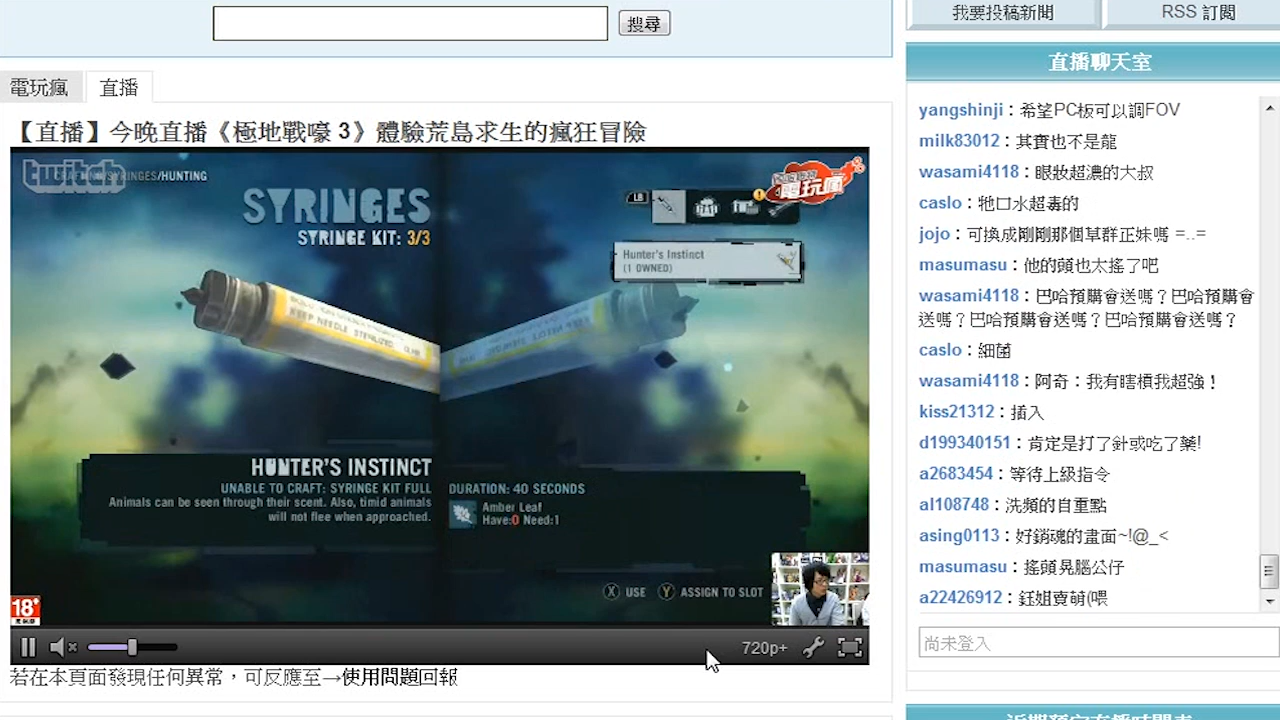 搜尋
我要投稿新聞
RSS 訂閱
電玩瘋
直播
【直播】今晚直播《極地戰嚎 3》體驗荒島求生的瘋狂冒險
twitch
/SYRINGES/HUNTING
電玩瘋
SYRINGES
SYRINGE KIT: 3/3
LB
Hunter's Instinct
(1 OWNED)
KEEP NEEDLE STERILIZED
HUNTER'S INSTINCT
UNABLE TO CRAFT: SYRINGE KIT FULL
Animals can be seen through their scent. Also, timid animals
will not flee when approached.
DURATION: 40 SECONDS
Amber Leaf
Have:0 Need:1
X USE Y ASSIGN TO SLOT
18+
720p+
若在本頁面發現任何異常，可反應至→使用問題回報
直播聊天室
yangshinji：希望PC板可以調FOV
milk83012：其實也不是龍
wasami4118：眼妝超濃的大叔
caslo：牠口水超毒的
jojo：可換成剛剛那個草群正妹嗎 =..=
masumasu：他的頭也太搖了吧
wasami4118：巴哈預購會送嗎？巴哈預購會
送嗎？巴哈預購會送嗎？巴哈預購會送嗎？
caslo：細菌
wasami4118：阿奇：我有瞎槓我超強！
kiss21312：插入
d199340151：肯定是打了針或吃了藥!
a2683454：等待上級指令
al108748：洗頻的自重點
asing0113：好銷魂的畫面~!@_<
masumasu：搖頭晃腦公仔
a22426912：鈺姐賣萌(喂
尚未登入